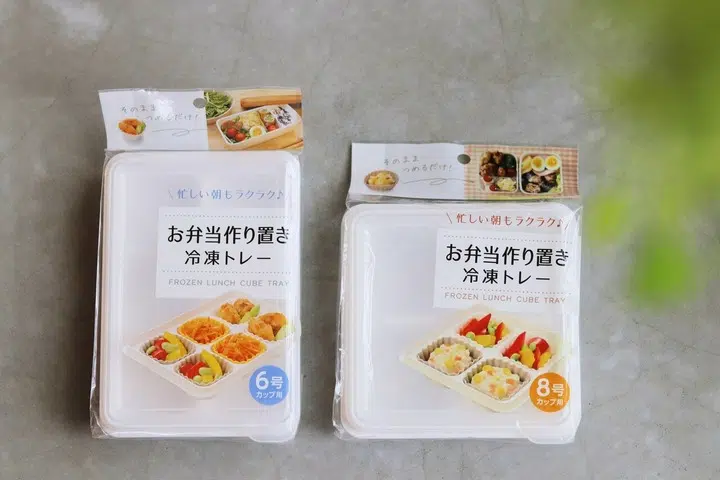 そのまま
つめるだけ！
＼忙しい朝もラクラク♪
お弁当作り置き
冷凍トレー
FROZEN LUNCH CUBE TRAY
6号
カップ用
そのまま
つめるだけ！
＼忙しい朝もラクラク♪／
お弁当作り置き
冷凍トレー
FROZEN LUNCH CUBE TRAY
8号
カップ用